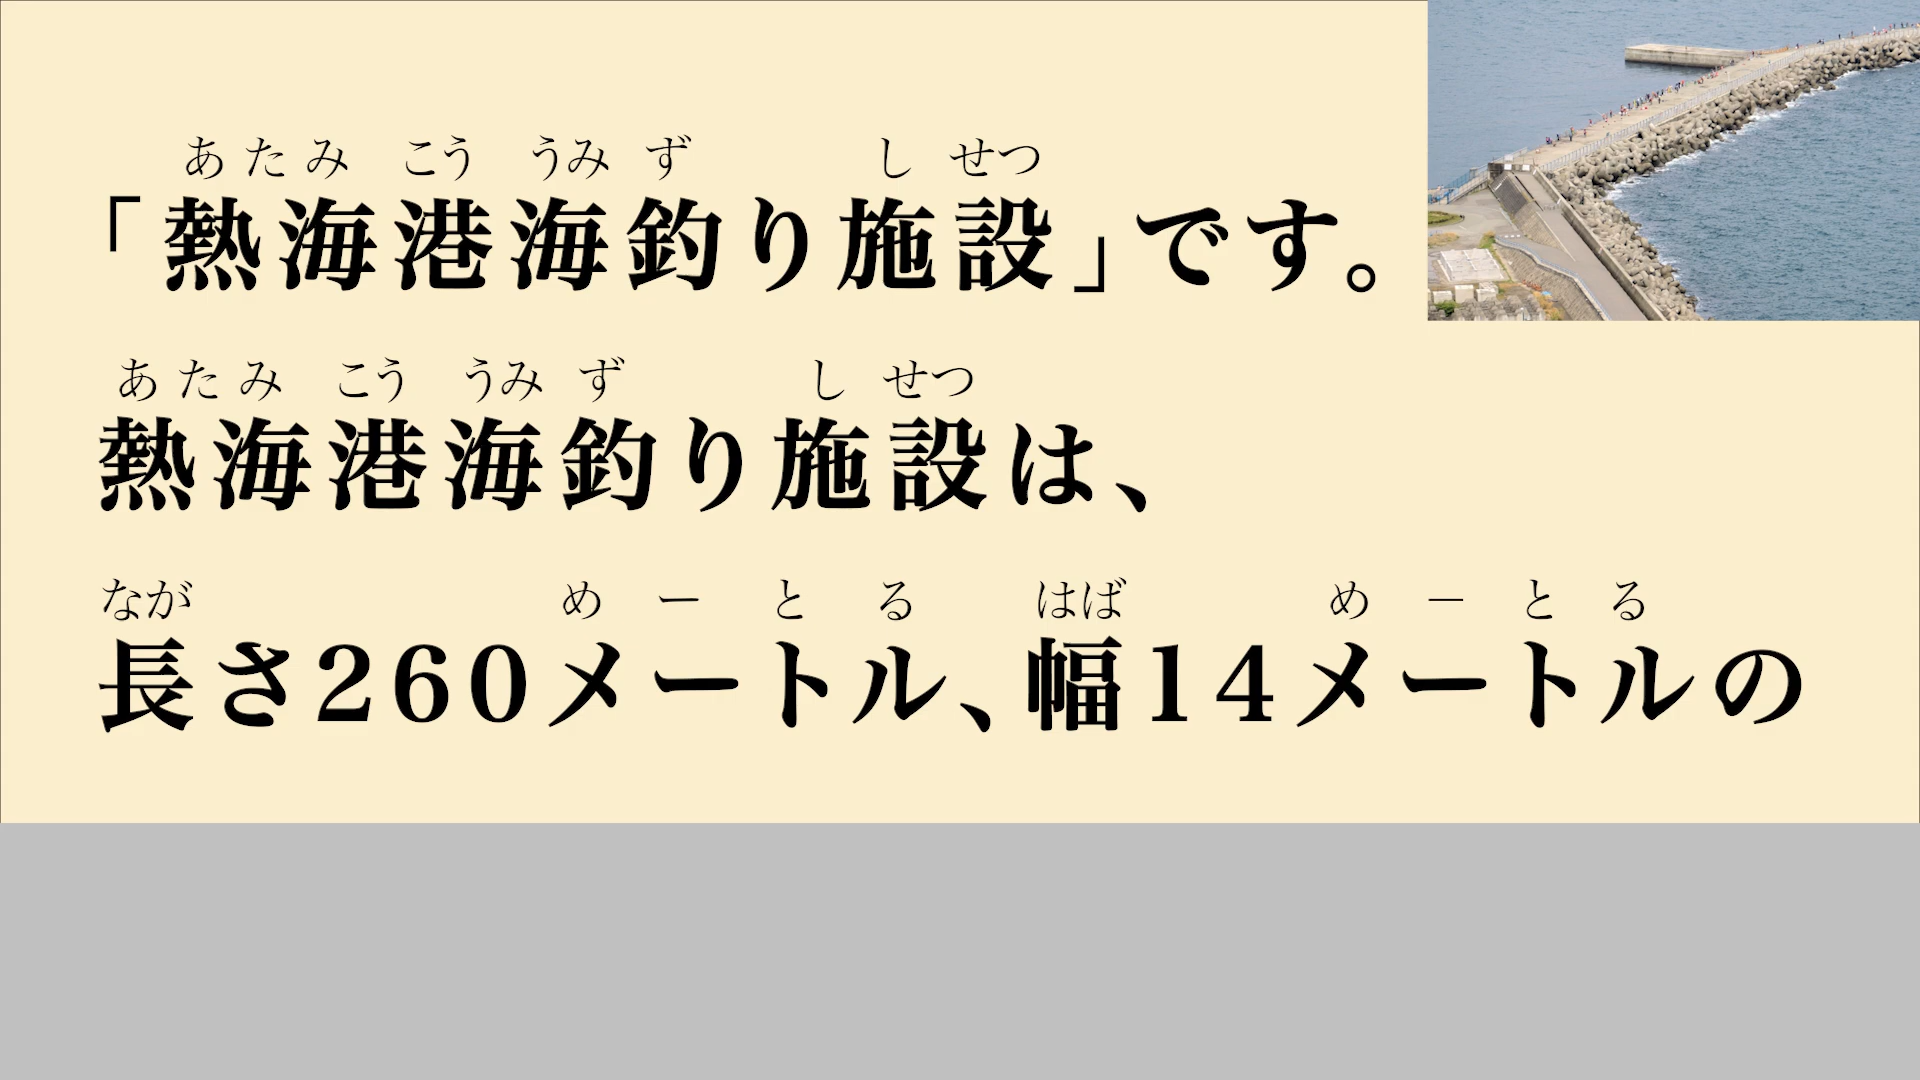 あたみ こう うみ ず し せつ
「熱海港海釣り施設」です。
あたみ こう うみ ず し せつ
熱海港海釣り施設は、
なが めーとる はば めーとる
長さ260メートル、幅14メートルの